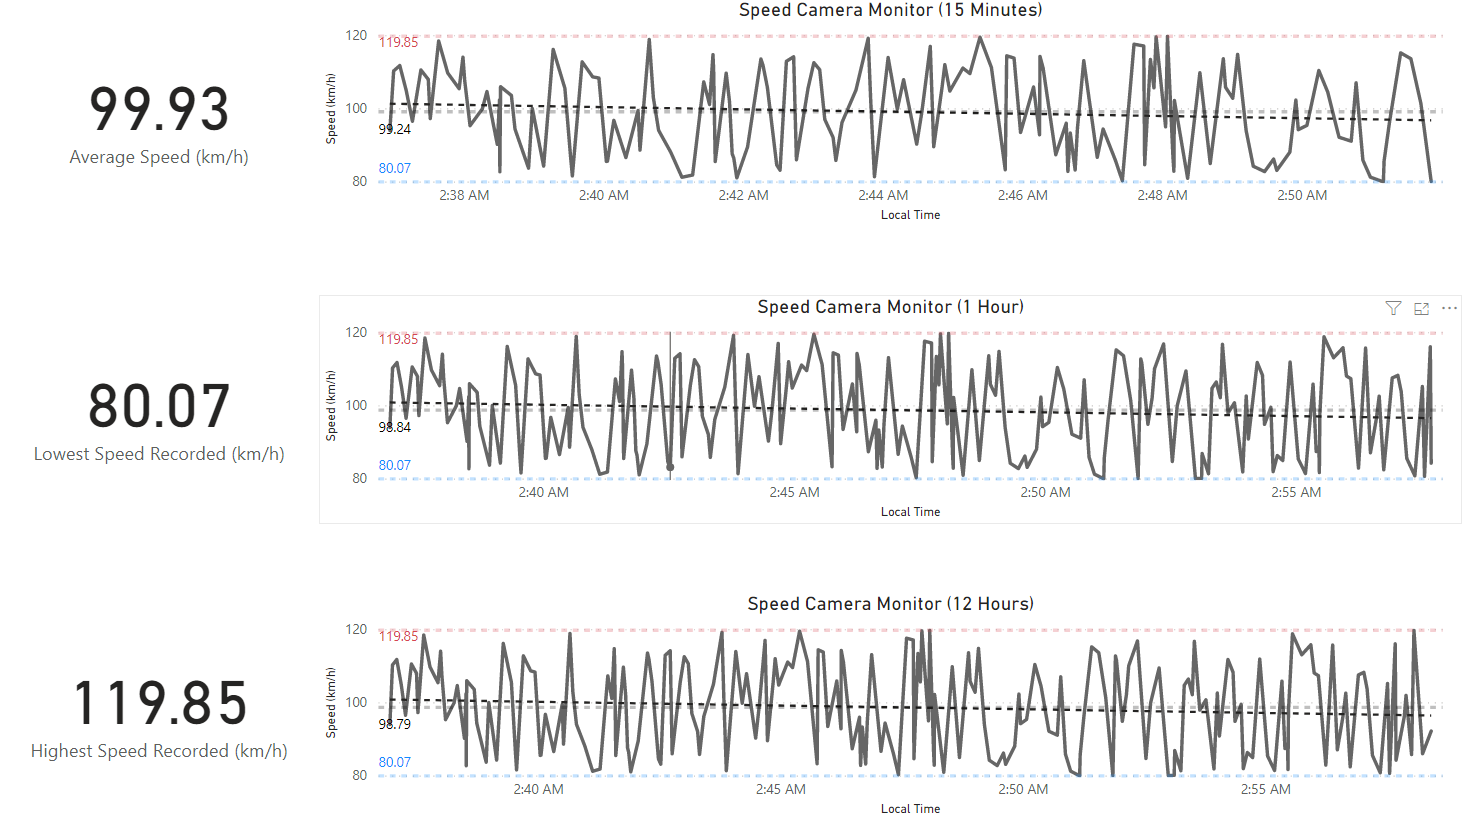 Speed Camera Monitor (15 Minutes)
120
119.85
100
99.24
80.07
80
Speed (km/h)
2:38 AM 2:40 AM 2:42 AM 2:44 AM 2:46 AM 2:48 AM 2:50 AM
Local Time
99.93
Average Speed (km/h)
Speed Camera Monitor (1 Hour)
120
119.85
100
98.84
80.07
80
Speed (km/h)
2:40 AM 2:45 AM 2:50 AM 2:55 AM
Local Time
80.07
Lowest Speed Recorded (km/h)
Speed Camera Monitor (12 Hours)
120
119.85
100
98.79
80.07
80
Speed (km/h)
2:40 AM 2:45 AM 2:50 AM 2:55 AM
Local Time
119.85
Highest Speed Recorded (km/h)